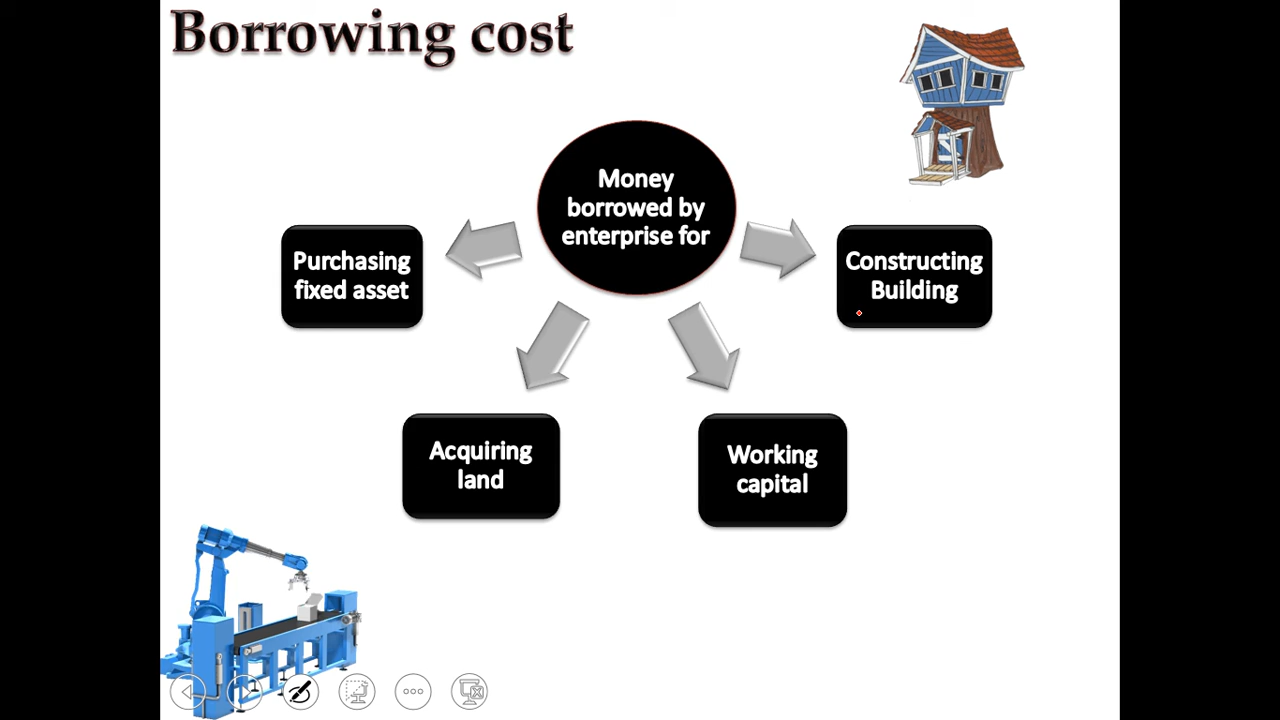 Borrowing cost
Money
borrowed by
enterprise for
Purchasing
fixed asset
Constructing
Building
Acquiring
land
Working
capital